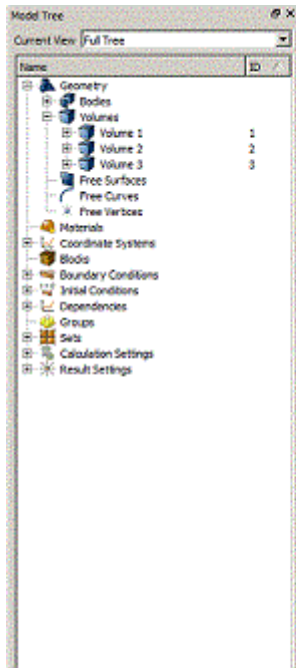 Model Tree
Current View Full Tree
Name ID
Geometry
Bodies
Volumes
Volume 1 1
Volume 2 2
Volume 3 3
Free Surfaces
Free Curves
Free Vertices
Materials
Coordinate Systems
Blocks
Boundary Conditions
Initial Conditions
Dependencies
Groups
Sets
Calculation Settings
Result Settings